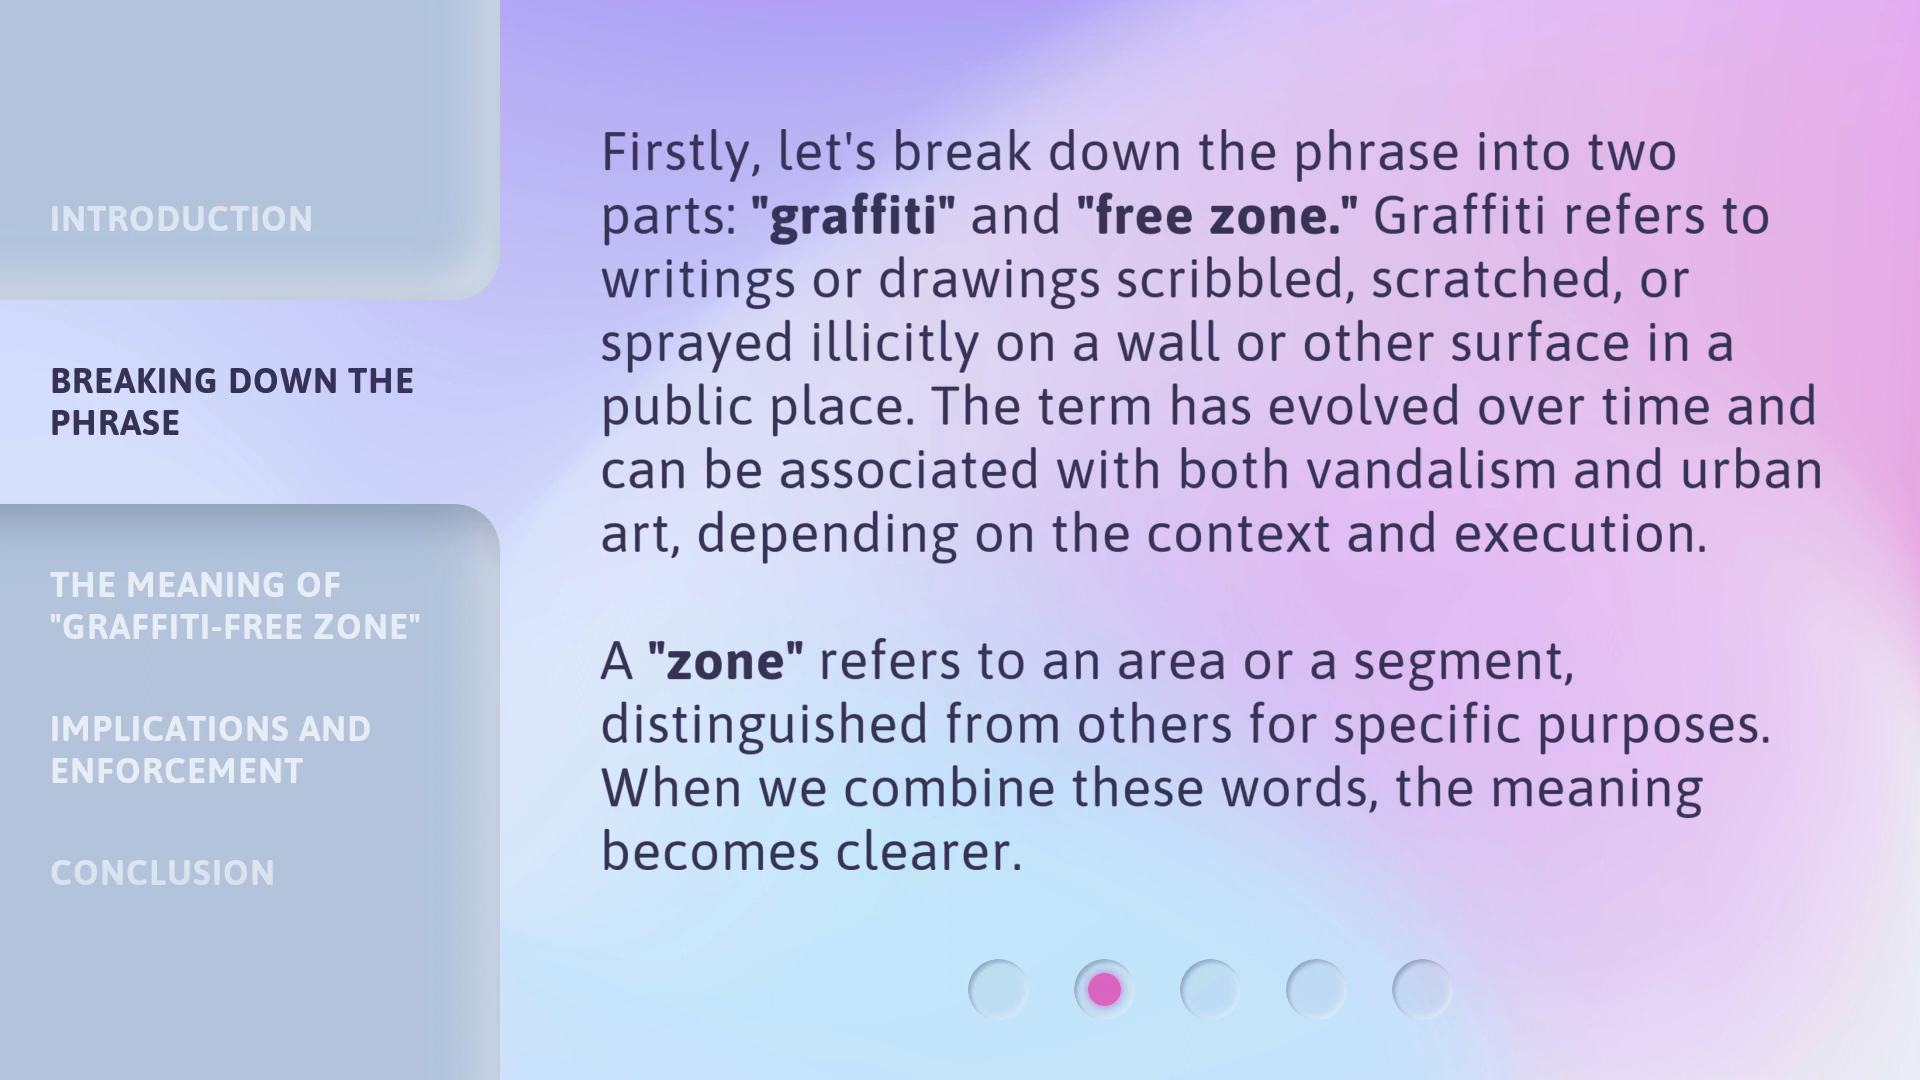 INTRODUCTION
BREAKING DOWN THE
PHRASE
THE MEANING OF
"GRAFFITI-FREE ZONE"
IMPLICATIONS AND
ENFORCEMENT
CONCLUSION
Firstly, let's break down the phrase into two
parts: "graffiti" and "free zone." Graffiti refers to
writings or drawings scribbled, scratched, or
sprayed illicitly on a wall or other surface in a
public place. The term has evolved over time and
can be associated with both vandalism and urban
art, depending on the context and execution.
A "zone" refers to an area or a segment,
distinguished from others for specific purposes.
When we combine these words, the meaning
becomes clearer.